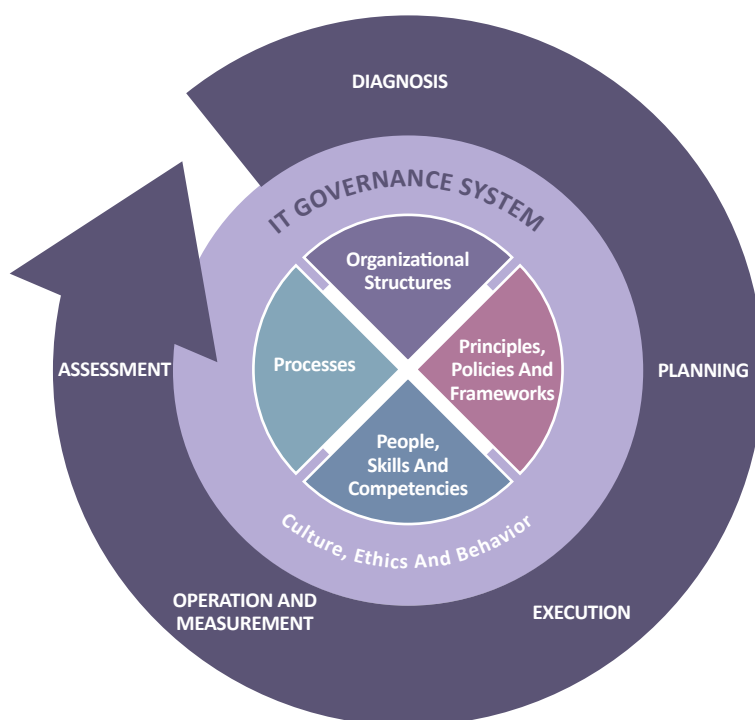 DIAGNOSIS
IT GOVERNANCE SYSTEM
Organizational
Structures
Processes
Principles,
Policies And
Frameworks
ASSESSMENT
PLANNING
People,
Skills And
Competencies
Culture, Ethics And Behavior
OPERATION AND
MEASUREMENT
EXECUTION